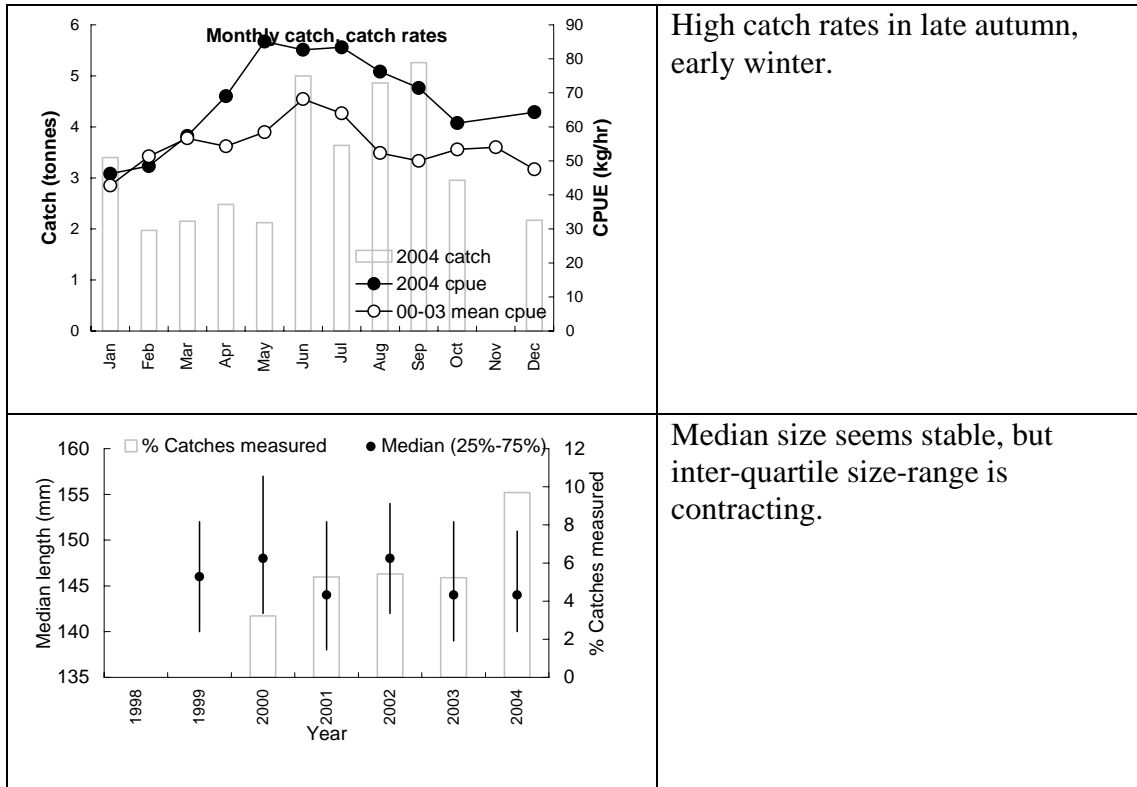 Monthly catch, catch rates
6
5
4
3
2
1
0
Catch (tonnes)
90
80
70
60
50
40
30
20
10
0
CPUE (kg/hr)
2004 catch
2004 cpue
00-03 mean cpue
Jan
Feb
Mar
Apr
May
Jun
Jul
Aug
Sep
Oct
Nov
Dec
High catch rates in late autumn,
early winter.
% Catches measured
Median (25%-75%)
160
155
150
145
140
135
Median length (mm)
12
10
8
6
4
2
0
% Catches measured
1998
1999
2000
2001
2002
2003
2004
Year
Median size seems stable, but
inter-quartile size-range is
contracting.